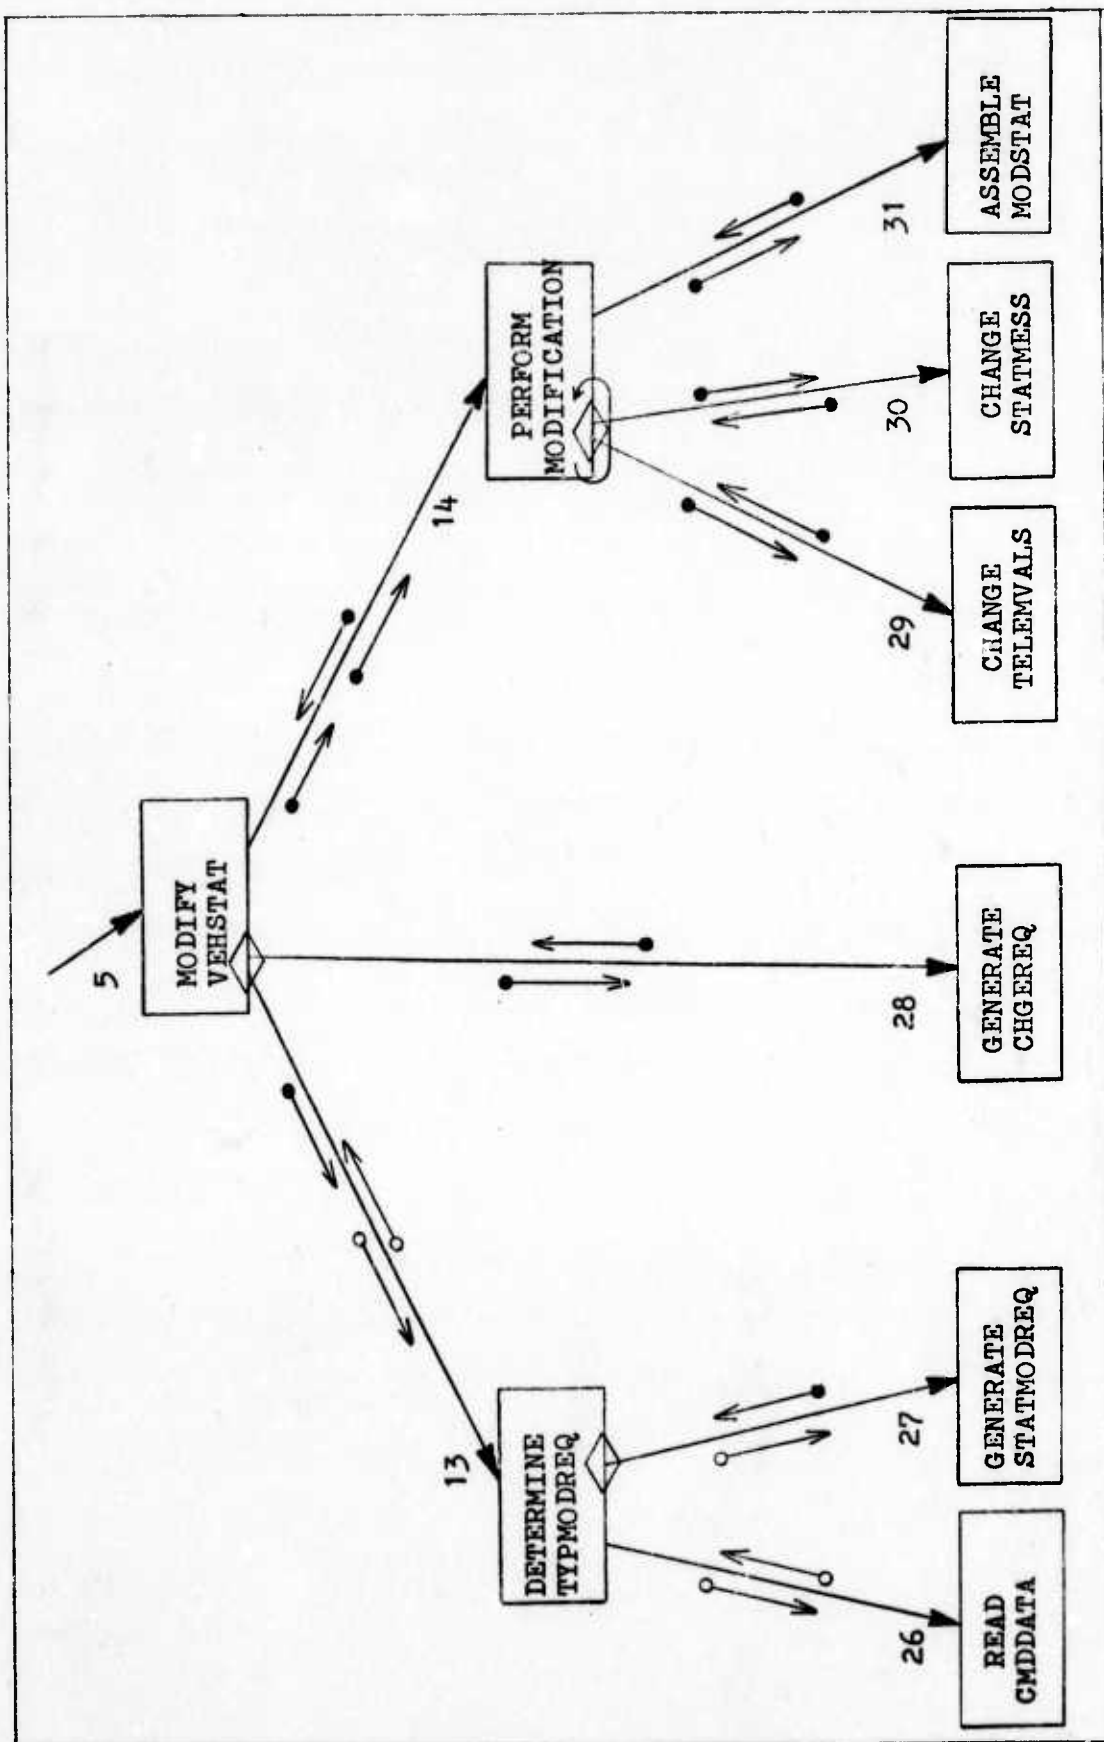 5
MODIFY
VEHSTAT
13
14
DETERMINE
TYPMODREQ
PERFORM
MODIFICATION
26
27
28
29
30
31
READ
CMDDATA
GENERATE
STATMODREQ
GENERATE
CHGEREQ
CHANGE
TELEMVALS
CHANGE
STATMESS
ASSEMBLE
MODSTAT